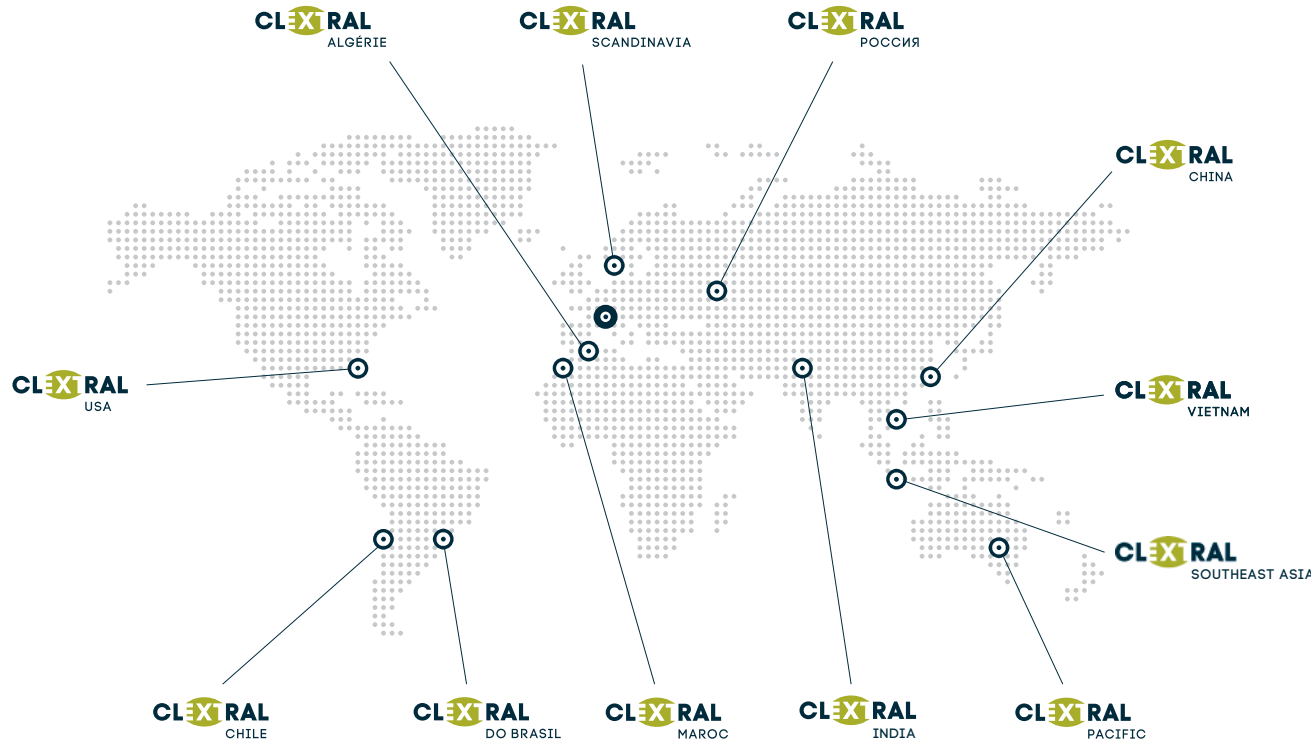 CLEXTRAL
ALGÉRIE
CLEXTRAL
SCANDINAVIA
CLEXTRAL
РОССИЯ
CLEXTRAL
CHINA
CLEXTRAL
USA
CLEXTRAL
VIETNAM
CLEXTRAL
SOUTHEAST ASIA
CLEXTRAL
CHILE
CLEXTRAL
DO BRASIL
CLEXTRAL
MAROC
CLEXTRAL
INDIA
CLEXTRAL
PACIFIC